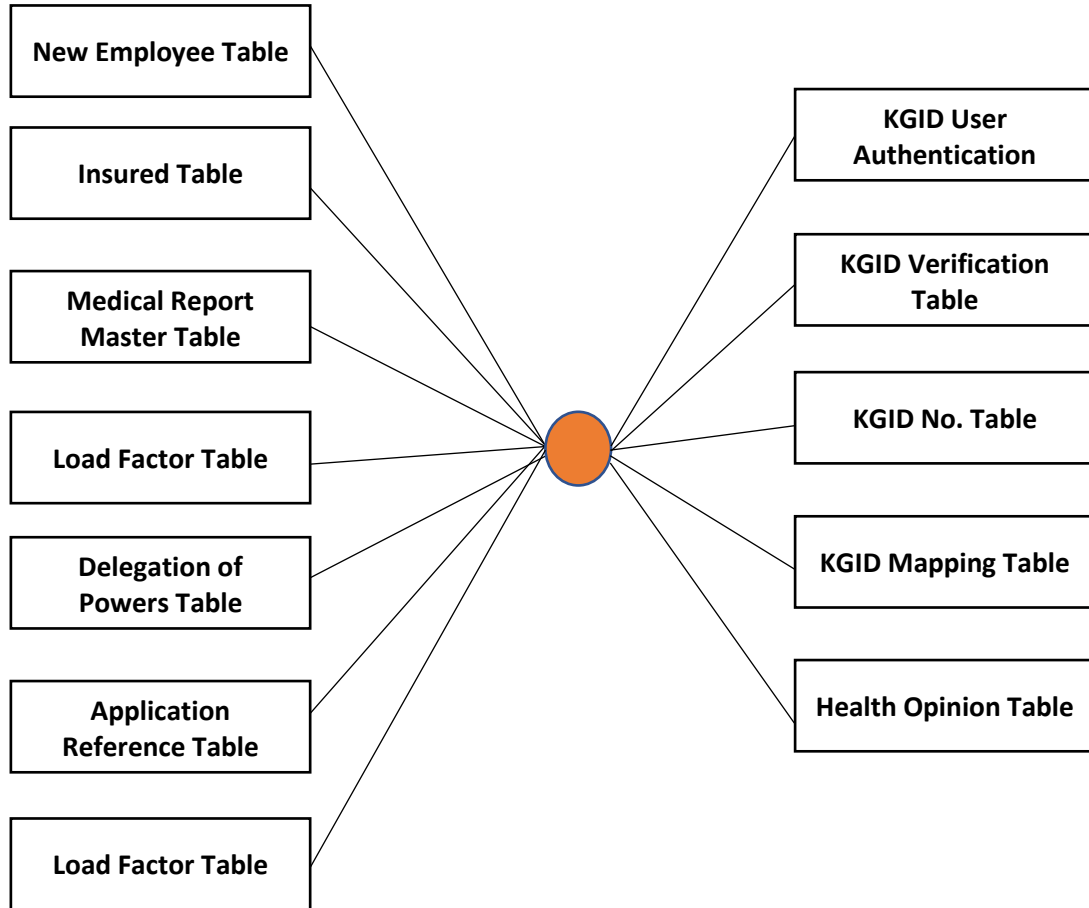 New Employee Table
Insured Table
Medical Report
Master Table
Load Factor Table
Delegation of
Powers Table
Application
Reference Table
Load Factor Table
KGID User
Authentication
KGID Verification
Table
KGID No. Table
KGID Mapping Table
Health Opinion Table